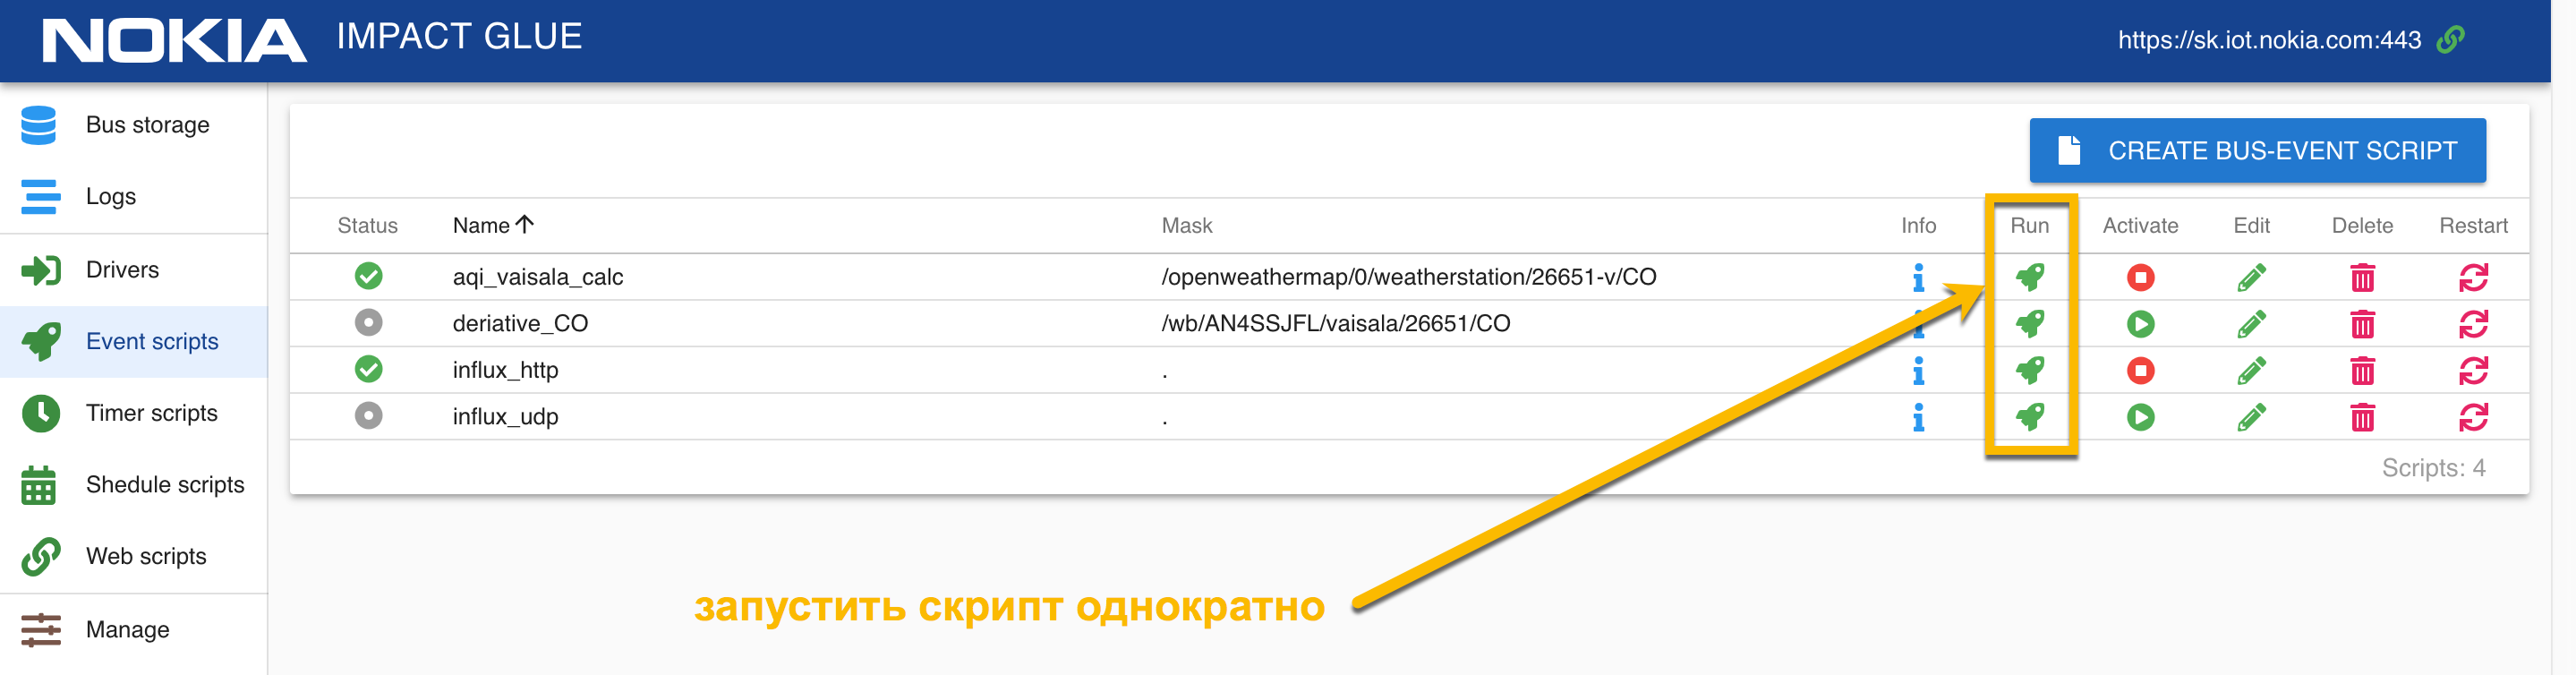 NOKIA IMPACT GLUE https://sk.iot.nokia.com:443
Bus storage
Logs
Drivers
Event scripts
Timer scripts
Shedule scripts
Web scripts
Manage
CREATE BUS-EVENT SCRIPT
Status Name Mask Info Run Activate Edit Delete Restart
aqi_vaisala_calc /openweathermap/0/weatherstation/26651-v/CO
deriative_CO /wb/AN4SSJFL/vaisala/26651/CO
influx_http .
influx_udp .
Scripts: 4
запустить скрипт однократно